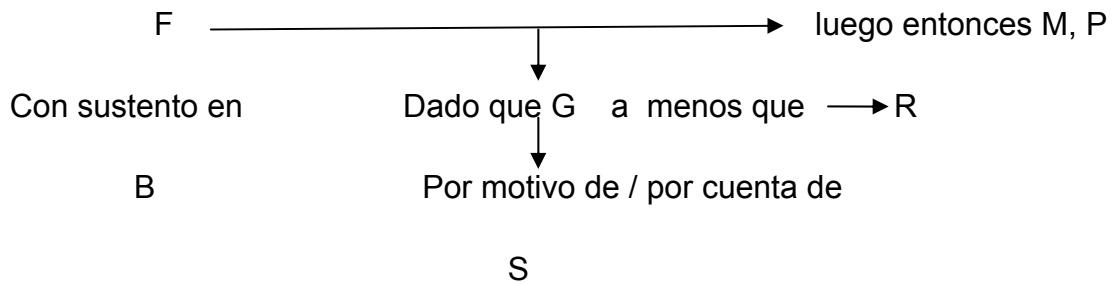 F luego entonces M, P
Con sustento en Dado que G a menos que R
B Por motivo de / por cuenta de
S